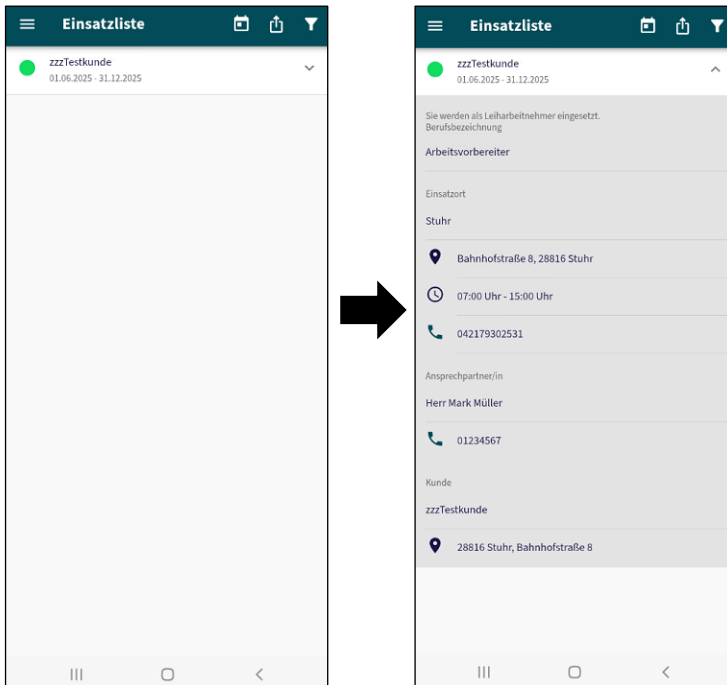 Einsatzliste
zzzTestkunde
01.06.2025 - 31.12.2025
Einsatzliste
zzzTestkunde
01.06.2025 - 31.12.2025
Sie werden als Leiharbeitnehmer eingesetzt.
Berufsbezeichnung
Arbeitsvorbereiter
Einsatzort
Stuhr
Bahnhofstraße 8, 28816 Stuhr
07:00 Uhr - 15:00 Uhr
042179302531
Ansprechpartner/in
Herr Mark Müller
01234567
Kunde
zzzTestkunde
28816 Stuhr, Bahnhofstraße 8